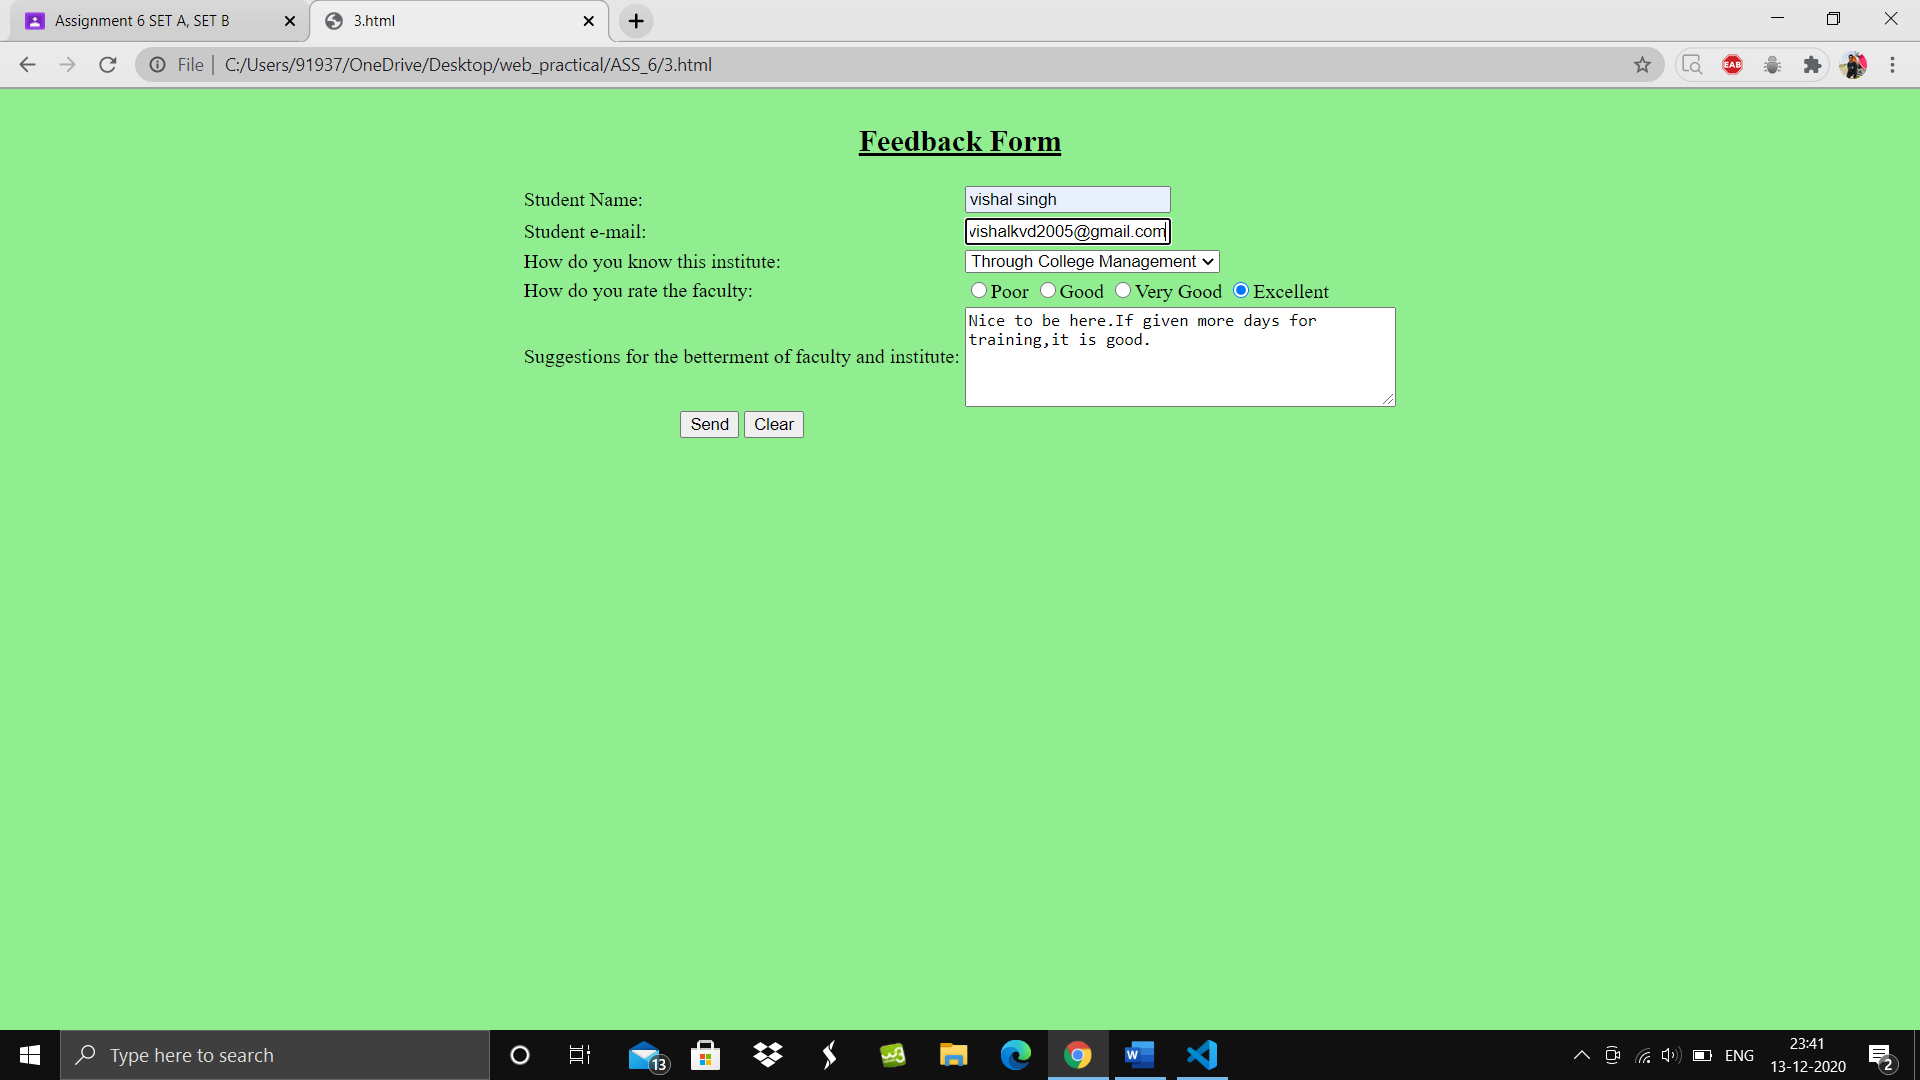 Assignment 6 SET A, SET B
3.html
File | C:/Users/91937/OneDrive/Desktop/web_practical/ASS_6/3.html
EAB
Feedback Form
Student Name: vishal singh
Student e-mail: vishalkvd2005@gmail.com
How do you know this institute: Through College Management
How do you rate the faculty: Poor Good Very Good Excellent
Suggestions for the betterment of faculty and institute:
Nice to be here.If given more days for
training,it is good.
Send Clear
Type here to search
13
w3
W
ENG
23:41
13-12-2020
2